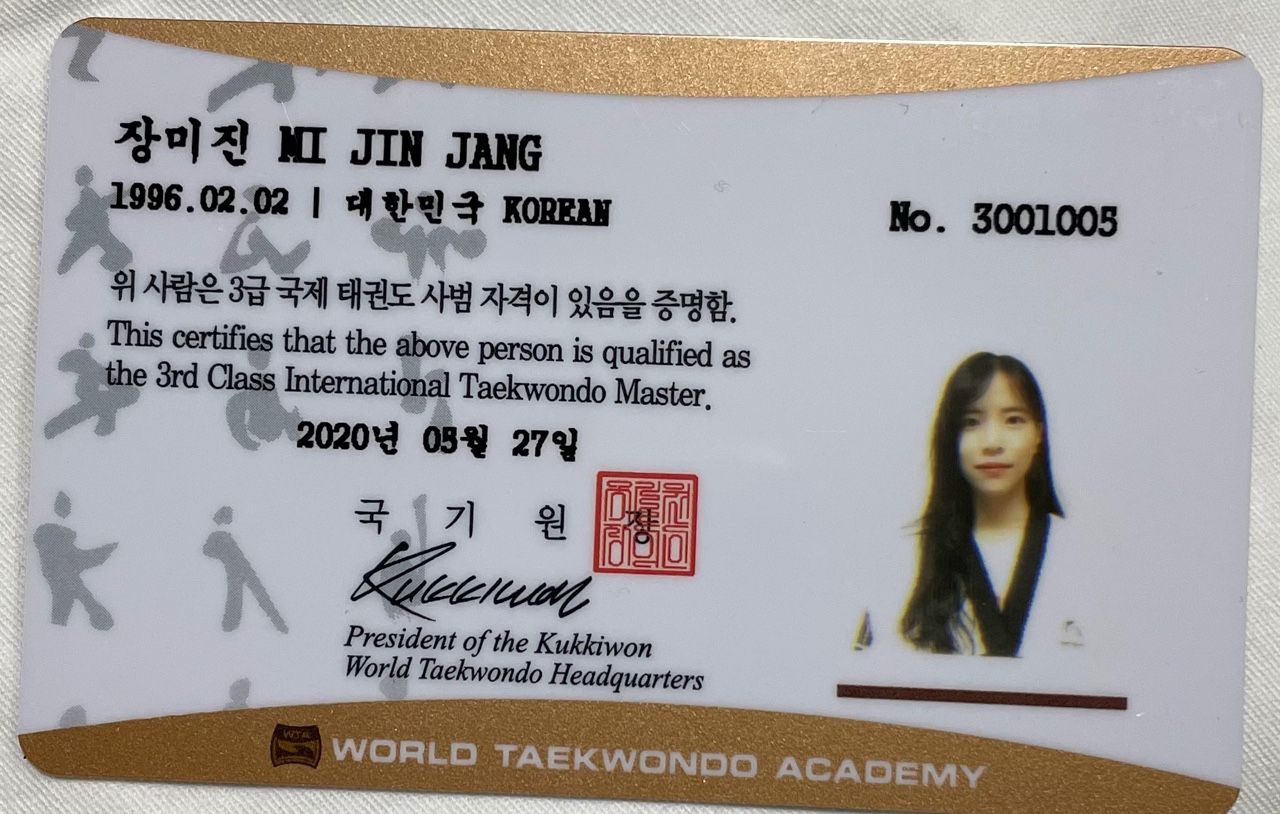 장미진 MI JIN JANG
1996.02.02 | 대한민국 KOREAN
No. 3001005
위 사람은 3급 국제 태권도 사범 자격이 있음을 증명함.
This certifies that the above person is qualified as
the 3rd Class International Taekwondo Master.
2020년 05월 27일
국 기 원 장
Kukkiwon
President of the Kukkiwon
World Taekwondo Headquarters
WTA
WORLD TAEKWONDO ACADEMY